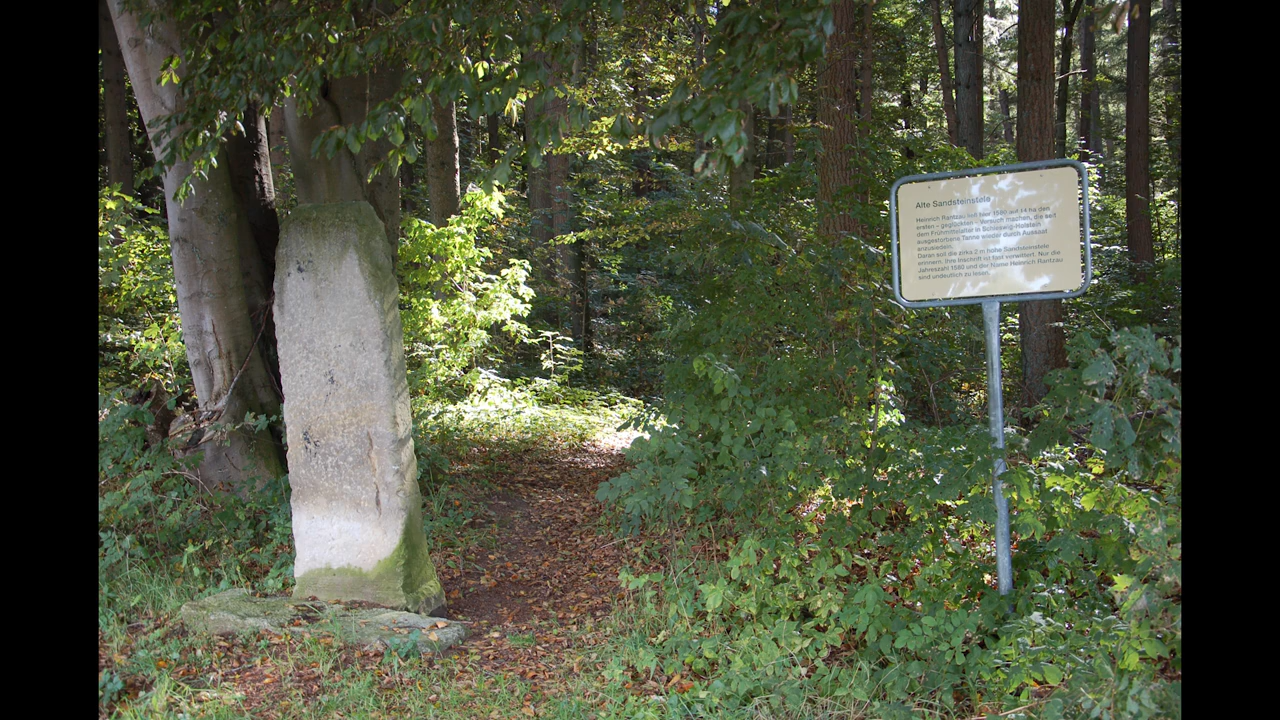 Alte Sandsteinstele
Heinrich Rantzau ließ hier 1580 auf 14 ha den
ersten – geglückten – Versuch machen, die seit
dem Frühmittelalter in Schleswig-Holstein
ausgestorbene Tanne wieder durch Aussaat
anzusiedeln.
Daran soll die zirka 2 m hohe Sandsteinstele
erinnern. Ihre Inschrift ist fast verwittert. Nur die
Jahreszahl 1580 und der Name Heinrich Rantzau
sind undeutlich zu lesen.